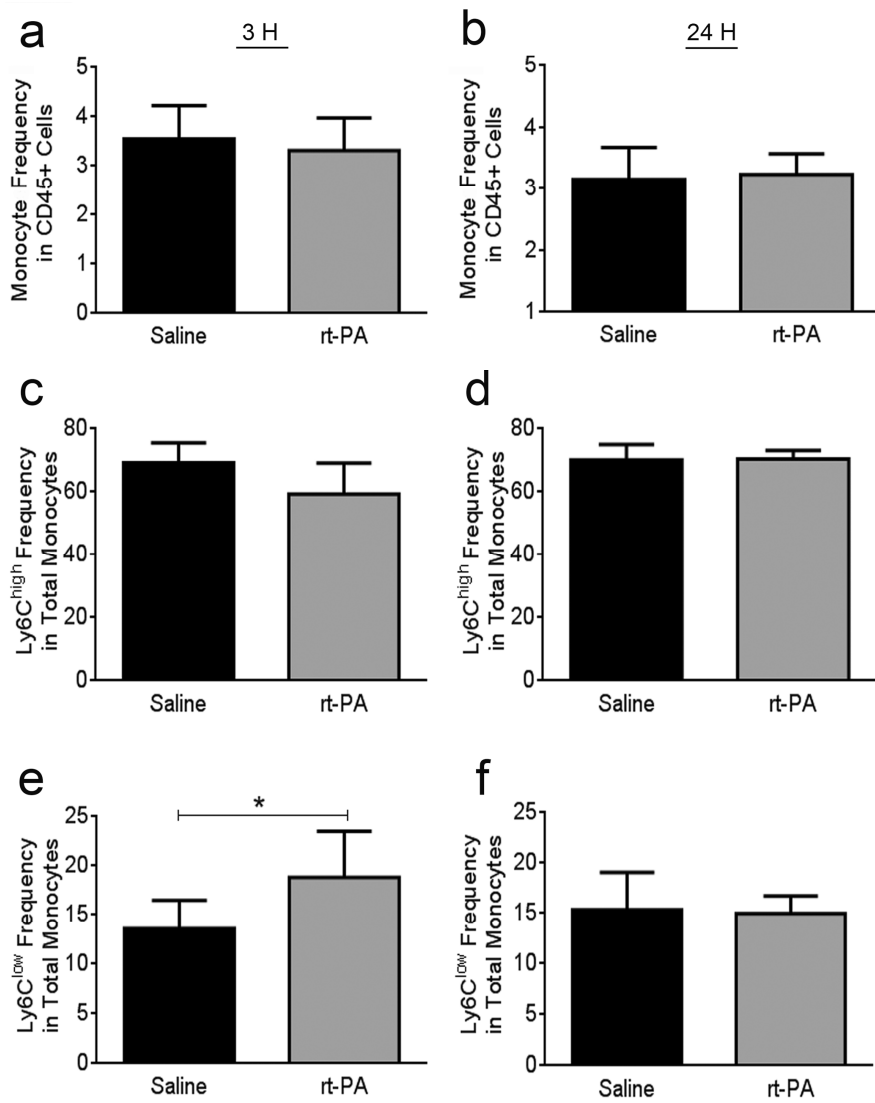 a
3 H
Monocyte Frequency
in CD45+ Cells
5
4
3
2
1
0
Saline
rt-PA
b
24 H
Monocyte Frequency
in CD45+ Cells
5
4
3
2
1
Saline
rt-PA
c
Ly6Chigh Frequency
in Total Monocytes
80
60
40
20
0
Saline
rt-PA
d
Ly6Chigh Frequency
in Total Monocytes
80
60
40
20
0
Saline
rt-PA
e
Ly6Clow Frequency
in Total Monocytes
25
20
15
10
5
0
*
Saline
rt-PA
f
Ly6Clow Frequency
in Total Monocytes
25
20
15
10
5
0
Saline
rt-PA